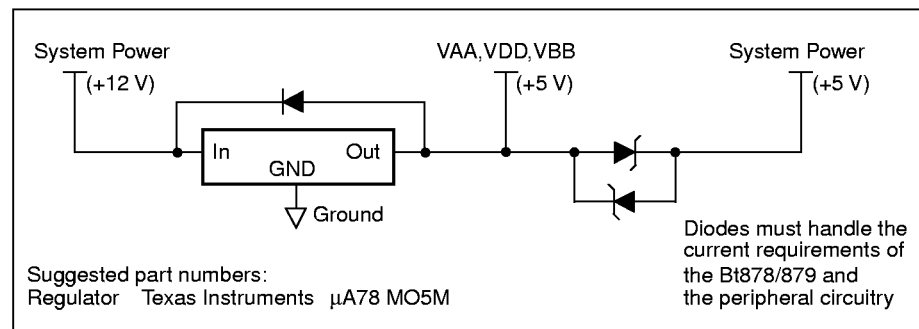 System Power
(+12 V)
VAA,VDD,VBB
(+5 V)
System Power
(+5 V)
In
Out
GND
Ground
Diodes must handle the
current requirements of
the Bt878/879 and
the peripheral circuitry
Suggested part numbers:
Regulator Texas Instruments μA78 MO5M